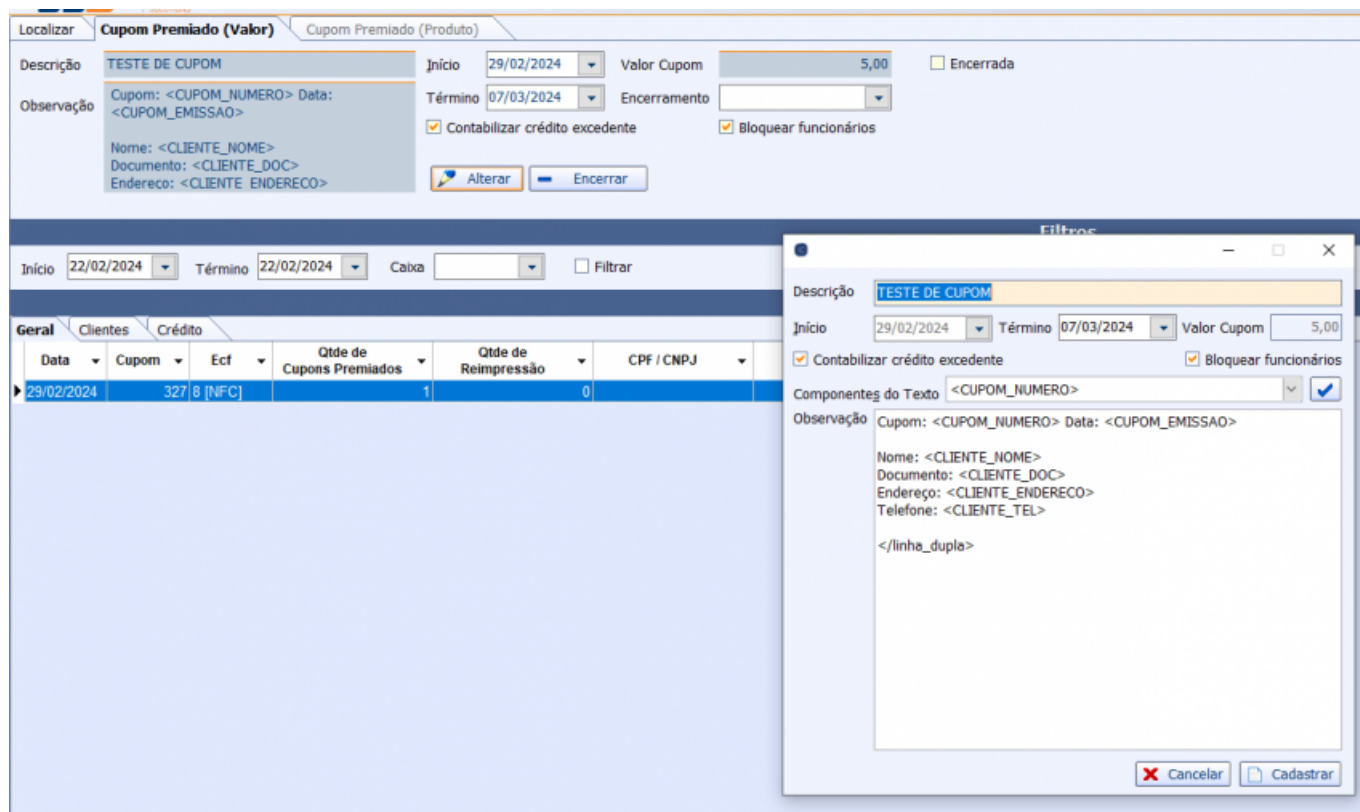 Localizar Cupom Premiado (Valor) Cupom Premiado (Produto)
Descrição TESTE DE CUPOM Início 29/02/2024 Valor Cupom 5,00 Encerrada
Observação Cupom: <CUPOM_NUMERO> Data:
<CUPOM_EMISSAO>
Nome: <CLIENTE_NOME>
Documento: <CLIENTE_DOC>
Endereco: <CLIENTE_ENDERECO>
Término 07/03/2024 Encerramento
Contabilizar crédito excedente Bloquear funcionários
Alterar Encerrar
Filtros
Início 22/02/2024 Término 22/02/2024 Caixa Filtrar
Geral Clientes Crédito
Data Cupom Ecf Qtde de Cupons Premiados Qtde de Reimpressão CPF / CNPJ
29/02/2024 327 8 [NFC] 1 0
Descrição TESTE DE CUPOM
Início 29/02/2024 Término 07/03/2024 Valor Cupom 5,00
Contabilizar crédito excedente Bloquear funcionários
Componentes do Texto <CUPOM_NUMERO>
Observação Cupom: <CUPOM_NUMERO> Data: <CUPOM_EMISSAO>
Nome: <CLIENTE_NOME>
Documento: <CLIENTE_DOC>
Endereço: <CLIENTE_ENDERECO>
Telefone: <CLIENTE_TEL>
</linha_dupla>
Cancelar Cadastrar